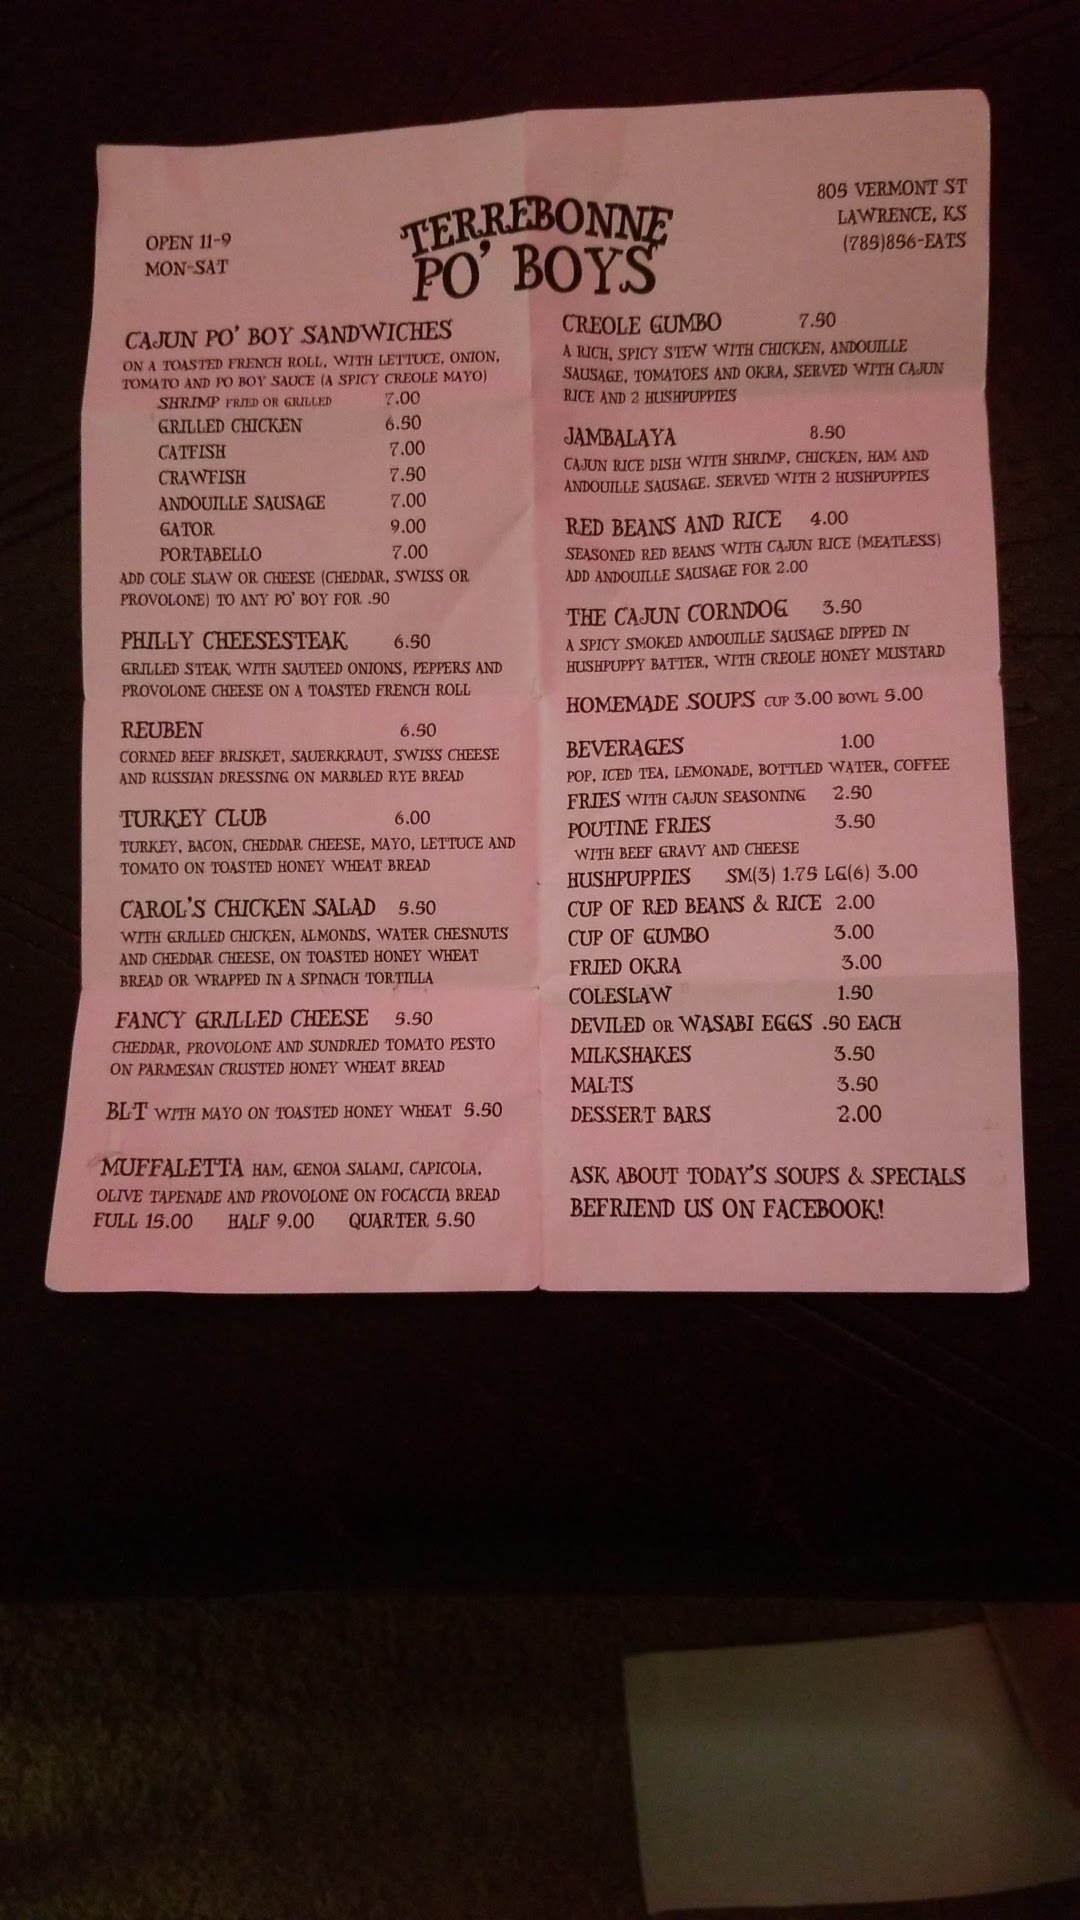 OPEN 11-9
MON-SAT
TERREBONNE
PO' BOYS
805 VERMONT ST
LAWRENCE, KS
(785)856-EATS
CAJUN PO' BOY SANDWICHES
ON A TOASTED FRENCH ROLL, WITH LETTUCE, ONION,
TOMATO AND PO BOY SAUCE (A SPICY CREOLE MAYO)
SHRIMP FRIED OR GRILLED 7.00
GRILLED CHICKEN 6.50
CATFISH 7.00
CRAWFISH 7.50
ANDOUILLE SAUSAGE 7.00
GATOR 9.00
PORTABELLO 7.00
ADD COLE SLAW OR CHEESE (CHEDDAR, SWISS OR
PROVOLONE) TO ANY PO' BOY FOR .50
PHILLY CHEESESTEAK 6.50
GRILLED STEAK WITH SAUTEED ONIONS, PEPPERS AND
PROVOLONE CHEESE ON A TOASTED FRENCH ROLL
REUBEN 6.50
CORNED BEEF BRISKET, SAUERKRAUT, SWISS CHEESE
AND RUSSIAN DRESSING ON MARBLED RYE BREAD
TURKEY CLUB 6.00
TURKEY, BACON, CHEDDAR CHEESE, MAYO, LETTUCE AND
TOMATO ON TOASTED HONEY WHEAT BREAD
CAROL'S CHICKEN SALAD 5.50
WITH GRILLED CHICKEN, ALMONDS, WATER CHESNUTS
AND CHEDDAR CHEESE, ON TOASTED HONEY WHEAT
BREAD OR WRAPPED IN A SPINACH TORTILLA
FANCY GRILLED CHEESE 5.50
CHEDDAR, PROVOLONE AND SUNDRIED TOMATO PESTO
ON PARMESAN CRUSTED HONEY WHEAT BREAD
BLT WITH MAYO ON TOASTED HONEY WHEAT 5.50
MUFFALETTA HAM, GENOA SALAMI, CAPICOLA,
OLIVE TAPENADE AND PROVOLONE ON FOCACCIA BREAD
FULL 15.00 HALF 9.00 QUARTER 5.50
CREOLE GUMBO 7.50
A RICH, SPICY STEW WITH CHICKEN, ANDOUILLE
SAUSAGE, TOMATOES AND OKRA, SERVED WITH CAJUN
RICE AND 2 HUSHPUPPIES
JAMBALAYA 8.50
CAJUN RICE DISH WITH SHRIMP, CHICKEN, HAM AND
ANDOUILLE SAUSAGE. SERVED WITH 2 HUSHPUPPIES
RED BEANS AND RICE 4.00
SEASONED RED BEANS WITH CAJUN RICE (MEATLESS)
ADD ANDOUILLE SAUSAGE FOR 2.00
THE CAJUN CORNDOG 3.50
A SPICY SMOKED ANDOUILLE SAUSAGE DIPPED IN
HUSHPUPPY BATTER, WITH CREOLE HONEY MUSTARD
HOMEMADE SOUPS CUP 3.00 BOWL 5.00
BEVERAGES 1.00
POP, ICED TEA, LEMONADE, BOTTLED WATER, COFFEE
FRIES WITH CAJUN SEASONING 2.50
POUTINE FRIES 3.50
WITH BEEF GRAVY AND CHEESE
HUSHPUPPIES SM(3) 1.75 LG(6) 3.00
CUP OF RED BEANS & RICE 2.00
CUP OF GUMBO 3.00
FRIED OKRA 3.00
COLESLAW 1.50
DEVILED OR WASABI EGGS .50 EACH
MILKSHAKES 3.50
MALTS 3.50
DESSERT BARS 2.00
ASK ABOUT TODAY'S SOUPS & SPECIALS
BEFRIEND US ON FACEBOOK!